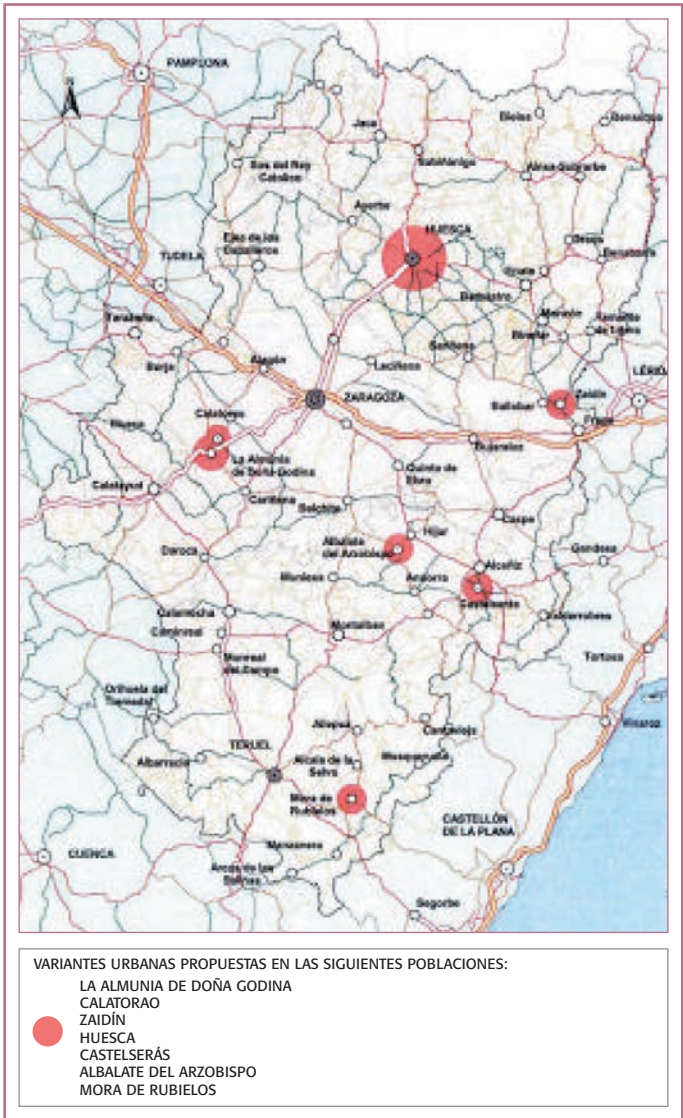 PAMPLONA
N
Jaca
Bielsa
Benasque
Sabiñánigo
Sos del Rey
Católico
Ainsa-Sobrarbe
Ayerbe
HUESCA
Ejea de los
Caballeros
TUDELA
Graus
Benabarre
Barbastro
Tarazona
Monzón
Binéfar
Tamarite
de Litera
Sariñena
Borja
Alagón
Leciñena
LÉRIDA
ZARAGOZA
Zaidín
Ballobar
Fraga
Calatorao
Illueca
Bujaraloz
La Almunia
de Doña Godina
Quinto de
Ebro
Calatayud
Cariñena
Belchite
Caspe
Híjar
Albalate
del Arzobispo
Gandesa
Daroca
Alcañiz
Muniesa
Andorra
Castelserás
Calamocha
Valderrobres
Caminreal
Montalbán
Monreal
del Campo
Tortosa
Orihuela del
Tremedal
Vinaroz
Aliaga
Cantavieja
TERUEL
Alcalá de la
Selva
Mosqueruela
Albarracín
Mora de
Rubielos
CASTELLÓN
DE LA PLANA
Manzanera
CUENCA
Arcos de las
Salinas
Segorbe
VARIANTES URBANAS PROPUESTAS EN LAS SIGUIENTES POBLACIONES:
LA ALMUNIA DE DOÑA GODINA
CALATORAO
ZAIDÍN
HUESCA
CASTELSERÁS
ALBALATE DEL ARZOBISPO
MORA DE RUBIELOS